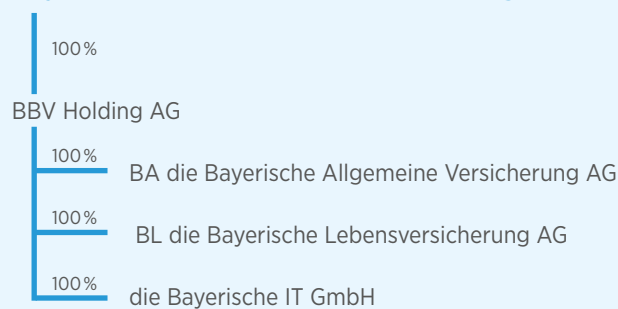 100%
BBV Holding AG
100%
BA die Bayerische Allgemeine Versicherung AG
100%
BL die Bayerische Lebensversicherung AG
100%
die Bayerische IT GmbH